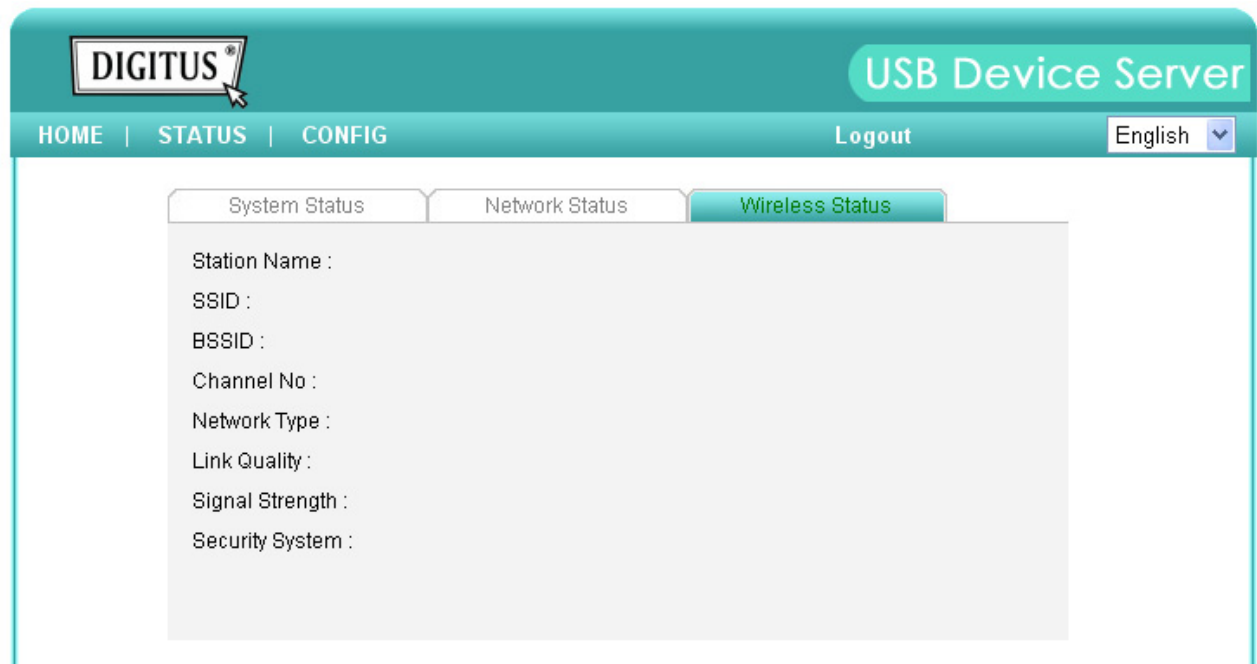 DIGITUS®
USB Device Server
HOME | STATUS | CONFIG Logout English
System Status Network Status Wireless Status
Station Name :
SSID :
BSSID :
Channel No :
Network Type :
Link Quality :
Signal Strength :
Security System :